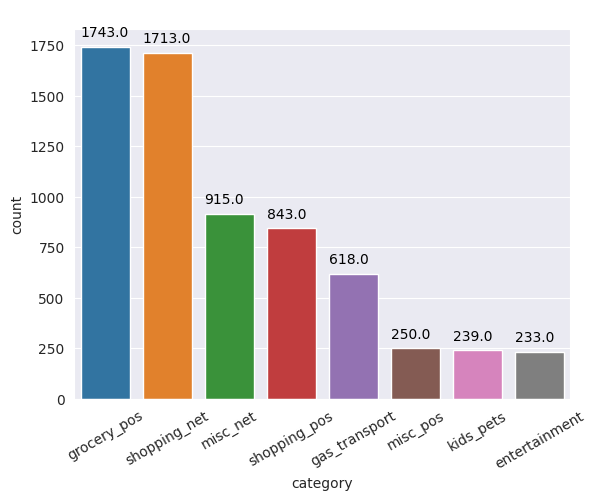 1743.0
1713.0
915.0
843.0
618.0
250.0
239.0
233.0
1750
1500
1250
1000
750
500
250
0
count
grocery_pos
shopping_net
misc_net
shopping_pos
gas_transport
misc_pos
kids_pets
entertainment
category